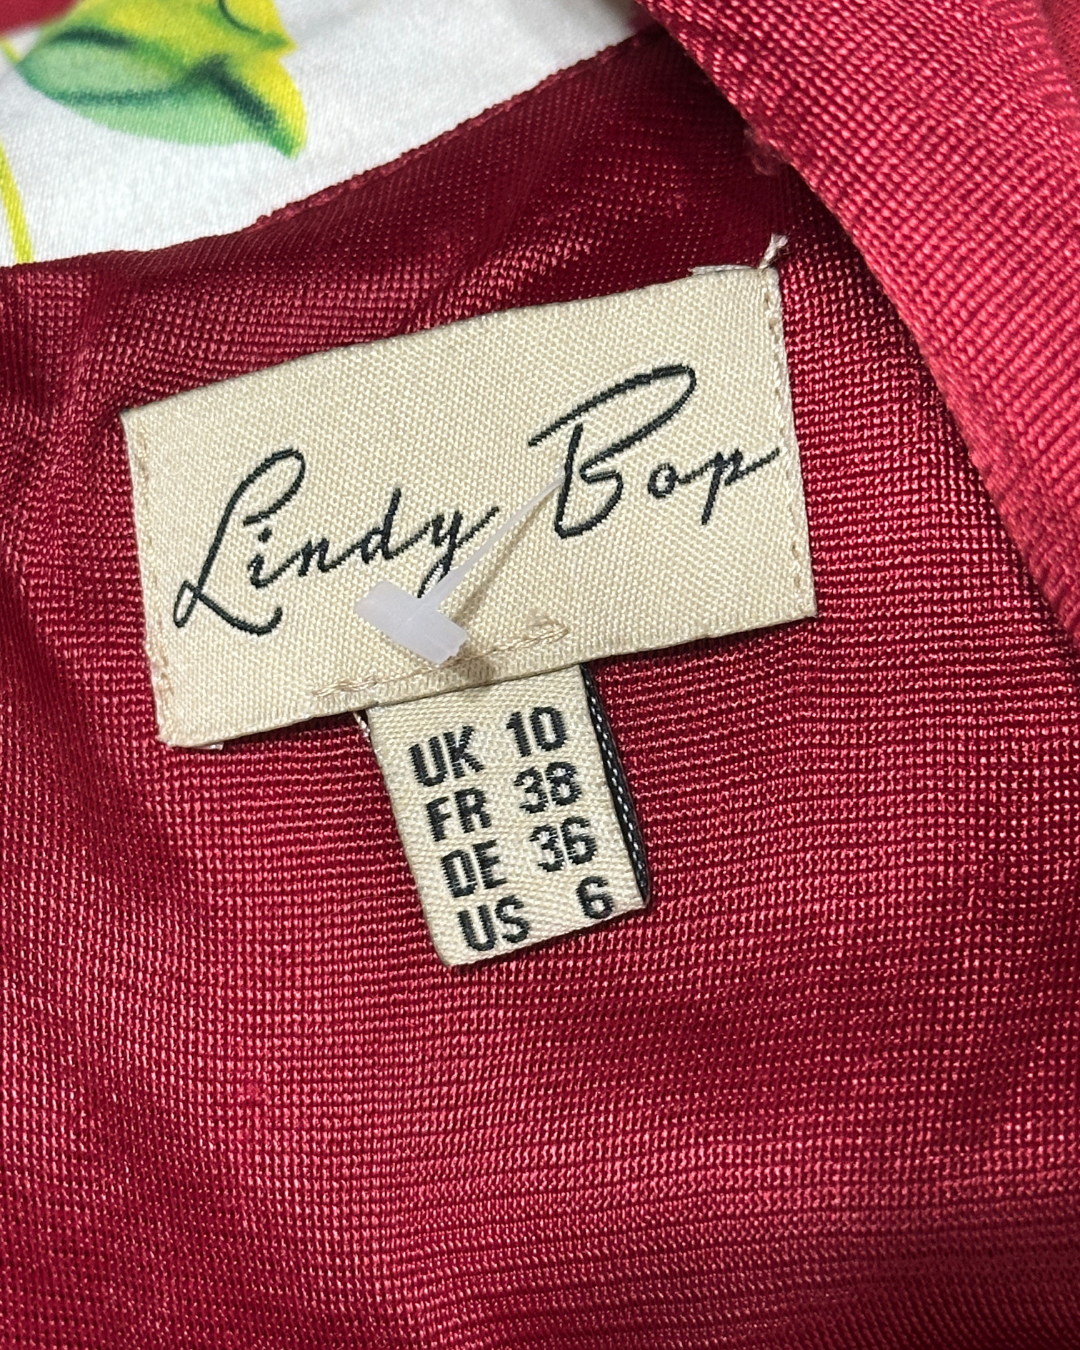 Lindy Bop
UK 10
FR 38
DE 36
US 6